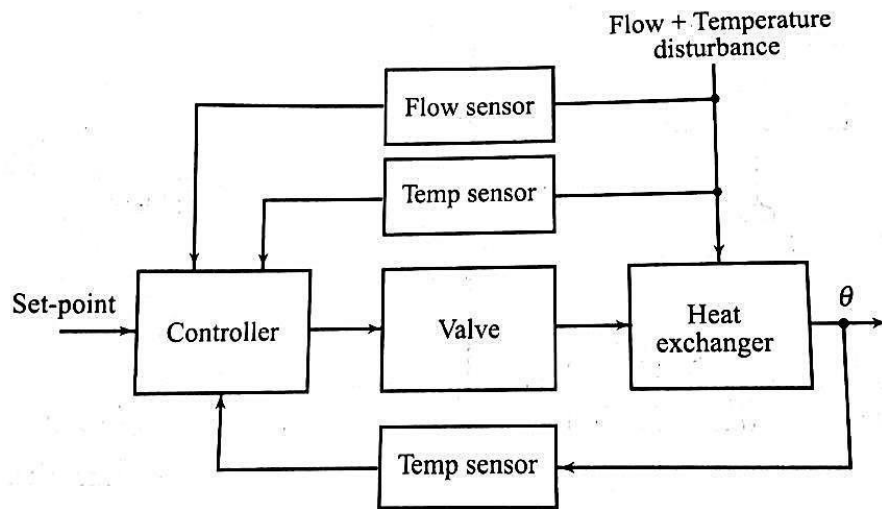 Flow + Temperature
disturbance
Flow sensor
Temp sensor
Set-point
Controller
Valve
Heat
exchanger
θ
Temp sensor